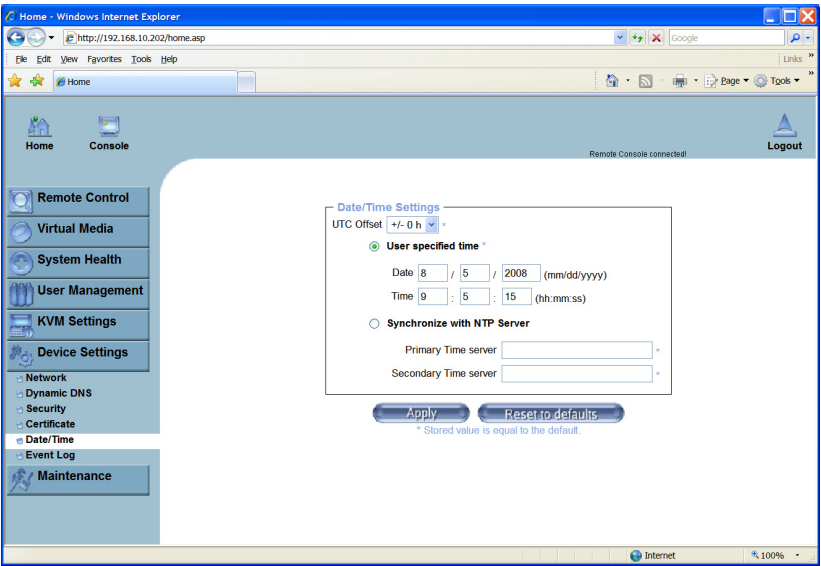 Home - Windows Internet Explorer
http://192.168.10.202/home.asp
Google
File Edit View Favorites Tools Help
Links »
Home
Page Tools »
Home Console
Remote Console connected!
Logout
Remote Control
Virtual Media
System Health
User Management
KVM Settings
Device Settings
Network
Dynamic DNS
Security
Certificate
Date/Time
Event Log
Maintenance
Date/Time Settings
UTC Offset +/- 0 h *
User specified time *
Date 8 / 5 / 2008 (mm/dd/yyyy)
Time 9 : 5 : 15 (hh:mm:ss)
Synchronize with NTP Server
Primary Time server *
Secondary Time server *
Apply Reset to defaults
* Stored value is equal to the default.
Internet 100%